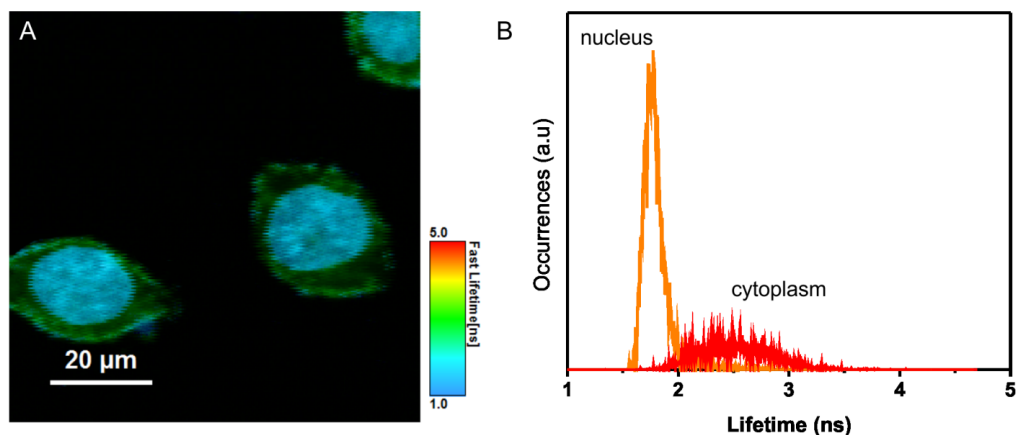 A
20 µm
5.0
Fast Lifetime[ns]
1.0
B
nucleus
cytoplasm
Occurrences (a.u)
1 2 3 4 5
Lifetime (ns)